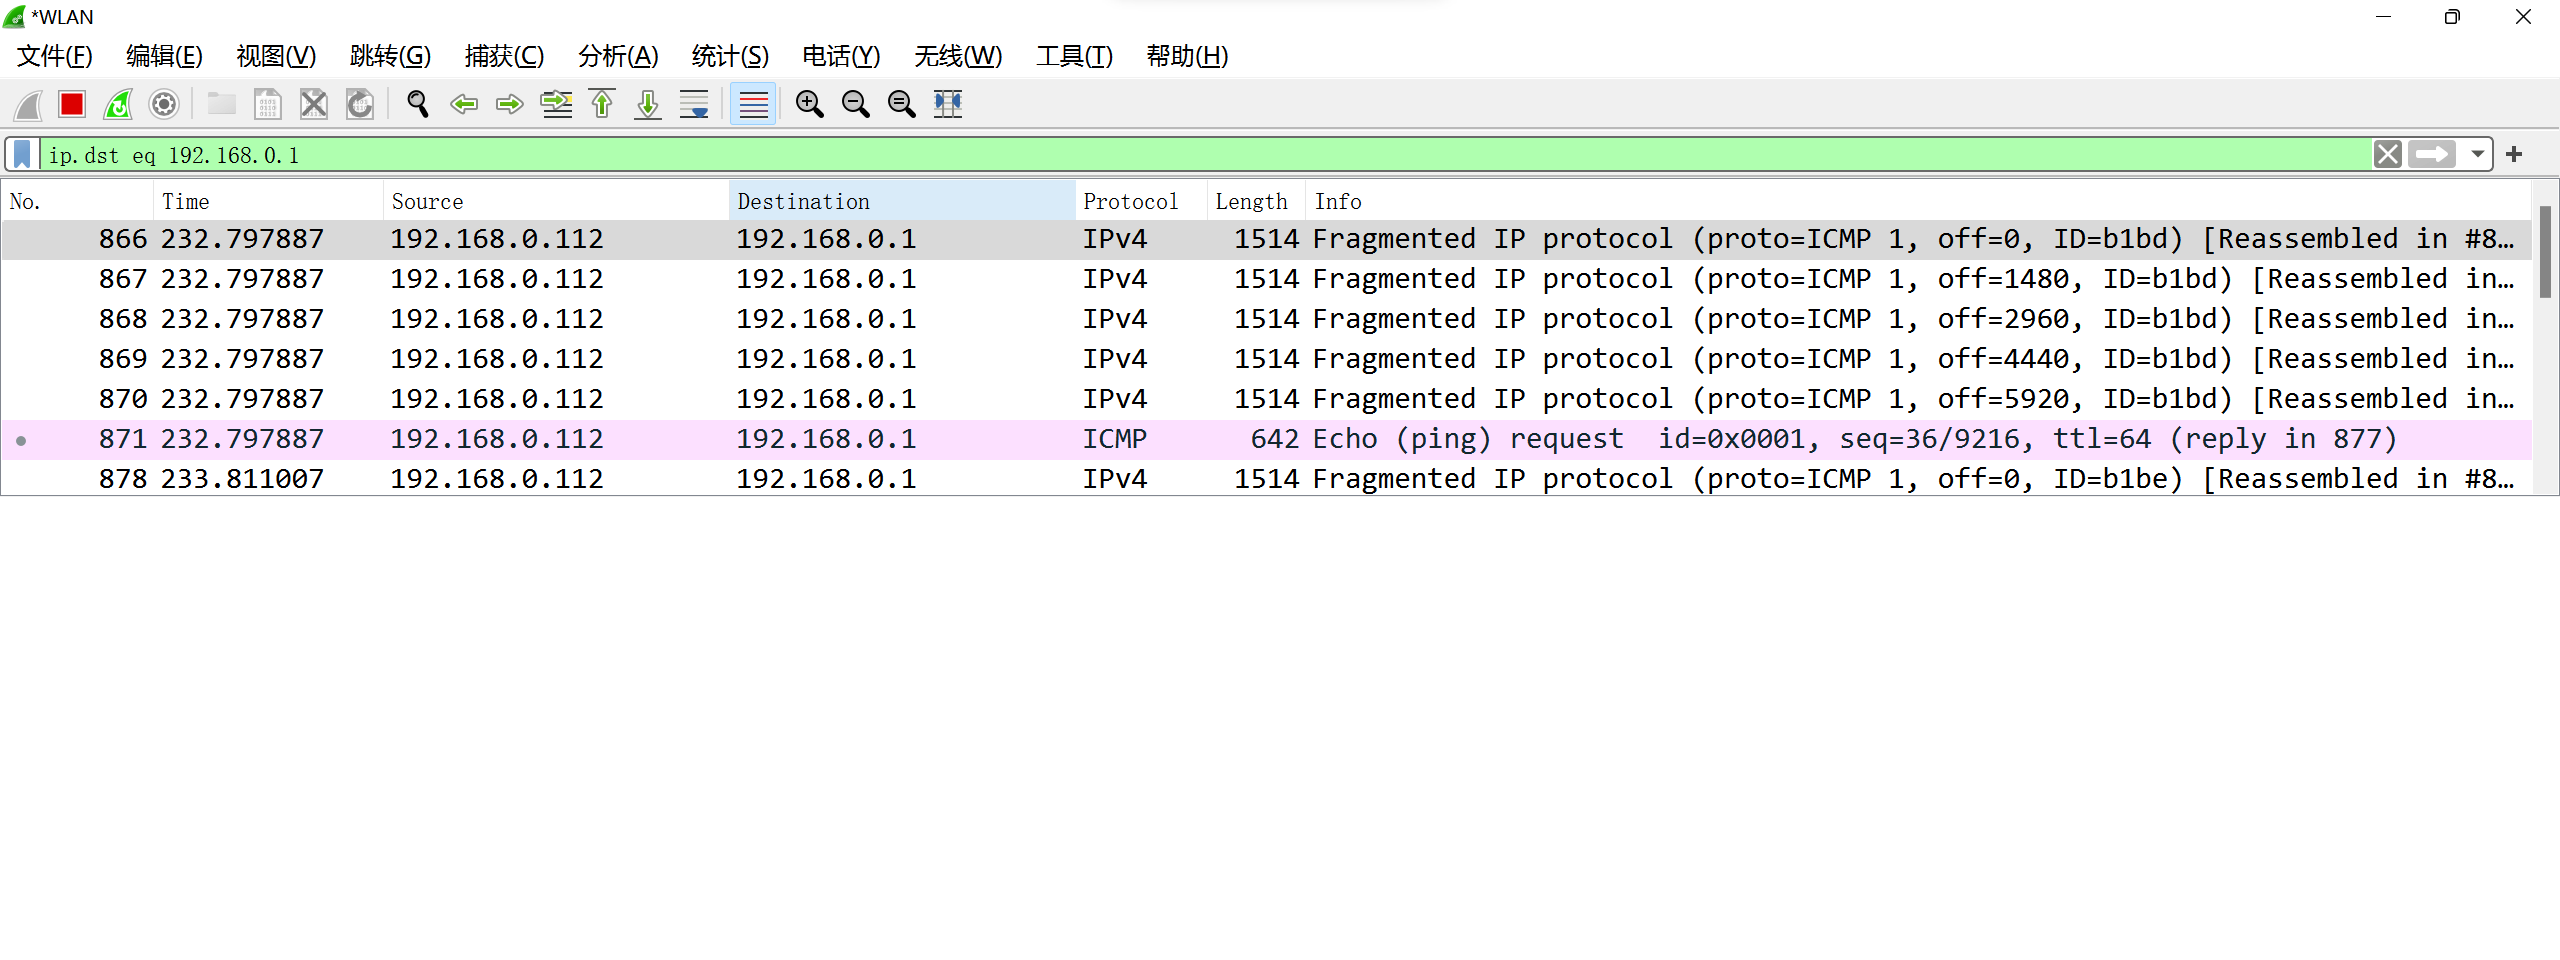 *WLAN
文件(F) 编辑(E) 视图(V) 跳转(G) 捕获(C) 分析(A) 统计(S) 电话(Y) 无线(W) 工具(T) 帮助(H)
ip.dst eq 192.168.0.1
No. Time Source Destination Protocol Length Info
866 232.797887 192.168.0.112 192.168.0.1 IPv4 1514 Fragmented IP protocol (proto=ICMP 1, off=0, ID=b1bd) [Reassembled in #8…
867 232.797887 192.168.0.112 192.168.0.1 IPv4 1514 Fragmented IP protocol (proto=ICMP 1, off=1480, ID=b1bd) [Reassembled in…
868 232.797887 192.168.0.112 192.168.0.1 IPv4 1514 Fragmented IP protocol (proto=ICMP 1, off=2960, ID=b1bd) [Reassembled in…
869 232.797887 192.168.0.112 192.168.0.1 IPv4 1514 Fragmented IP protocol (proto=ICMP 1, off=4440, ID=b1bd) [Reassembled in…
870 232.797887 192.168.0.112 192.168.0.1 IPv4 1514 Fragmented IP protocol (proto=ICMP 1, off=5920, ID=b1bd) [Reassembled in…
871 232.797887 192.168.0.112 192.168.0.1 ICMP 642 Echo (ping) request id=0x0001, seq=36/9216, ttl=64 (reply in 877)
878 233.811007 192.168.0.112 192.168.0.1 IPv4 1514 Fragmented IP protocol (proto=ICMP 1, off=0, ID=b1be) [Reassembled in #8…